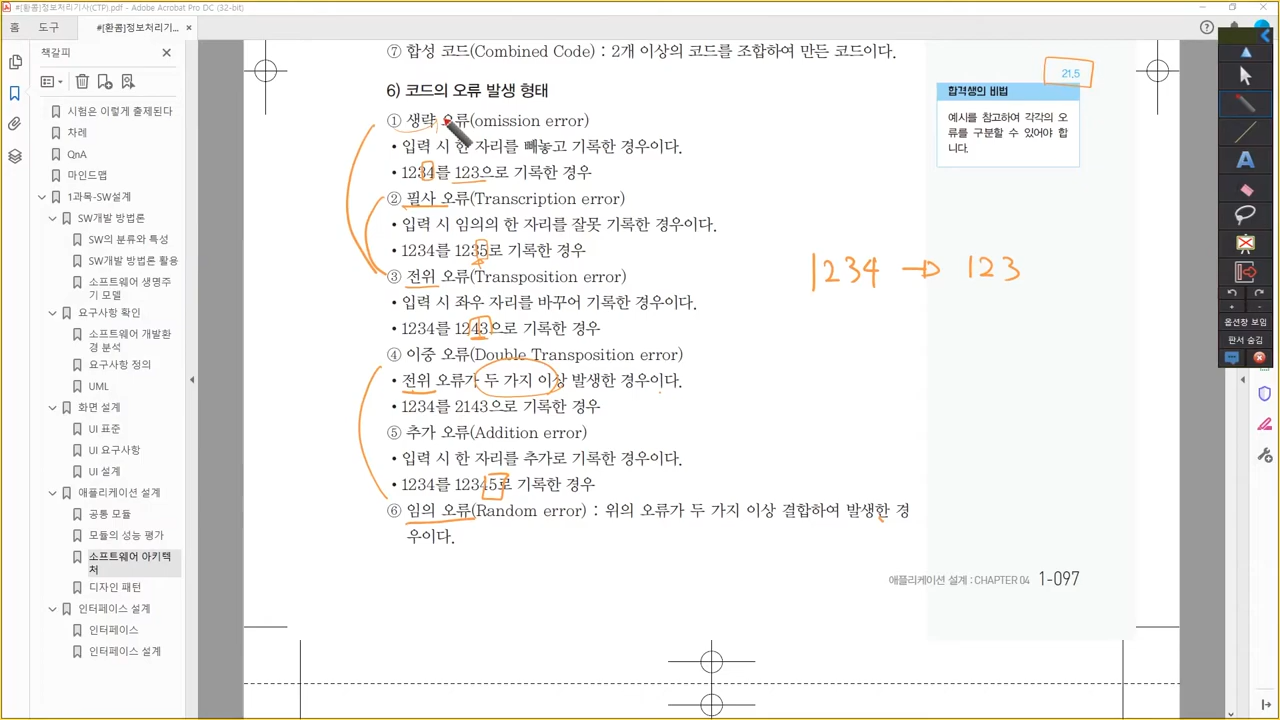 #[환콤]정보처리기사(CTP).pdf - Adobe Acrobat Pro DC (32-bit)
홈
도구
#[환콤]정보처리기...
책갈피
시험은 이렇게 출제된다
차례
QnA
마인드맵
1과목-SW설계
SW개발 방법론
SW의 분류와 특성
SW개발 방법론 활용
소프트웨어 생명주
기 모델
요구사항 확인
소프트웨어 개발환
경 분석
요구사항 정의
UML
화면 설계
UI 표준
UI 요구사항
UI 설계
애플리케이션 설계
공통 모듈
모듈의 성능 평가
소프트웨어 아키텍
처
디자인 패턴
인터페이스 설계
인터페이스
인터페이스 설계
⑦ 합성 코드(Combined Code) : 2개 이상의 코드를 조합하여 만든 코드이다.
6) 코드의 오류 발생 형태
① 생략 오류(omission error)
• 입력 시 한 자리를 빼놓고 기록한 경우이다.
• 1234를 123으로 기록한 경우
② 필사 오류(Transcription error)
• 입력 시 임의의 한 자리를 잘못 기록한 경우이다.
• 1234를 1235로 기록한 경우
③ 전위 오류(Transposition error)
• 입력 시 좌우 자리를 바꾸어 기록한 경우이다.
• 1234를 1243으로 기록한 경우
④ 이중 오류(Double Transposition error)
• 전위 오류가 두 가지 이상 발생한 경우이다.
• 1234를 2143으로 기록한 경우
⑤ 추가 오류(Addition error)
• 입력 시 한 자리를 추가로 기록한 경우이다.
• 1234를 12345로 기록한 경우
⑥ 임의 오류(Random error) : 위의 오류가 두 가지 이상 결합하여 발생한 경
우이다.
21.5
합격생의 비법
예시를 참고하여 각각의 오
류를 구분할 수 있어야 합
니다.
1234 → 123
애플리케이션 설계 : CHAPTER 04 1-097
옵션장 보임
판서 숨김